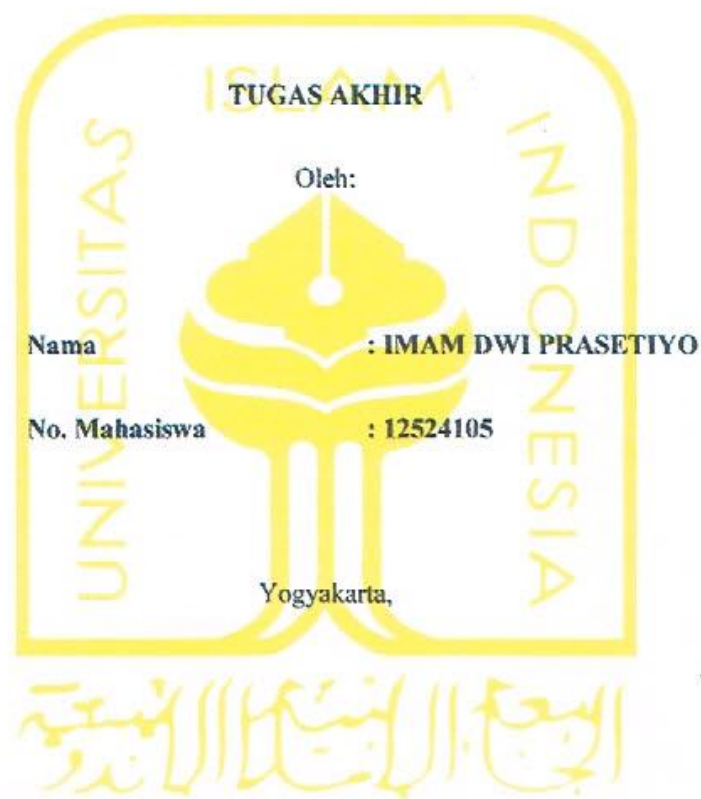 ISLAM
UNIVERSITAS
INDONESIA
TUGAS AKHIR
Oleh:
Nama : IMAM DWI PRASETIYO
No. Mahasiswa : 12524105
Yogyakarta,